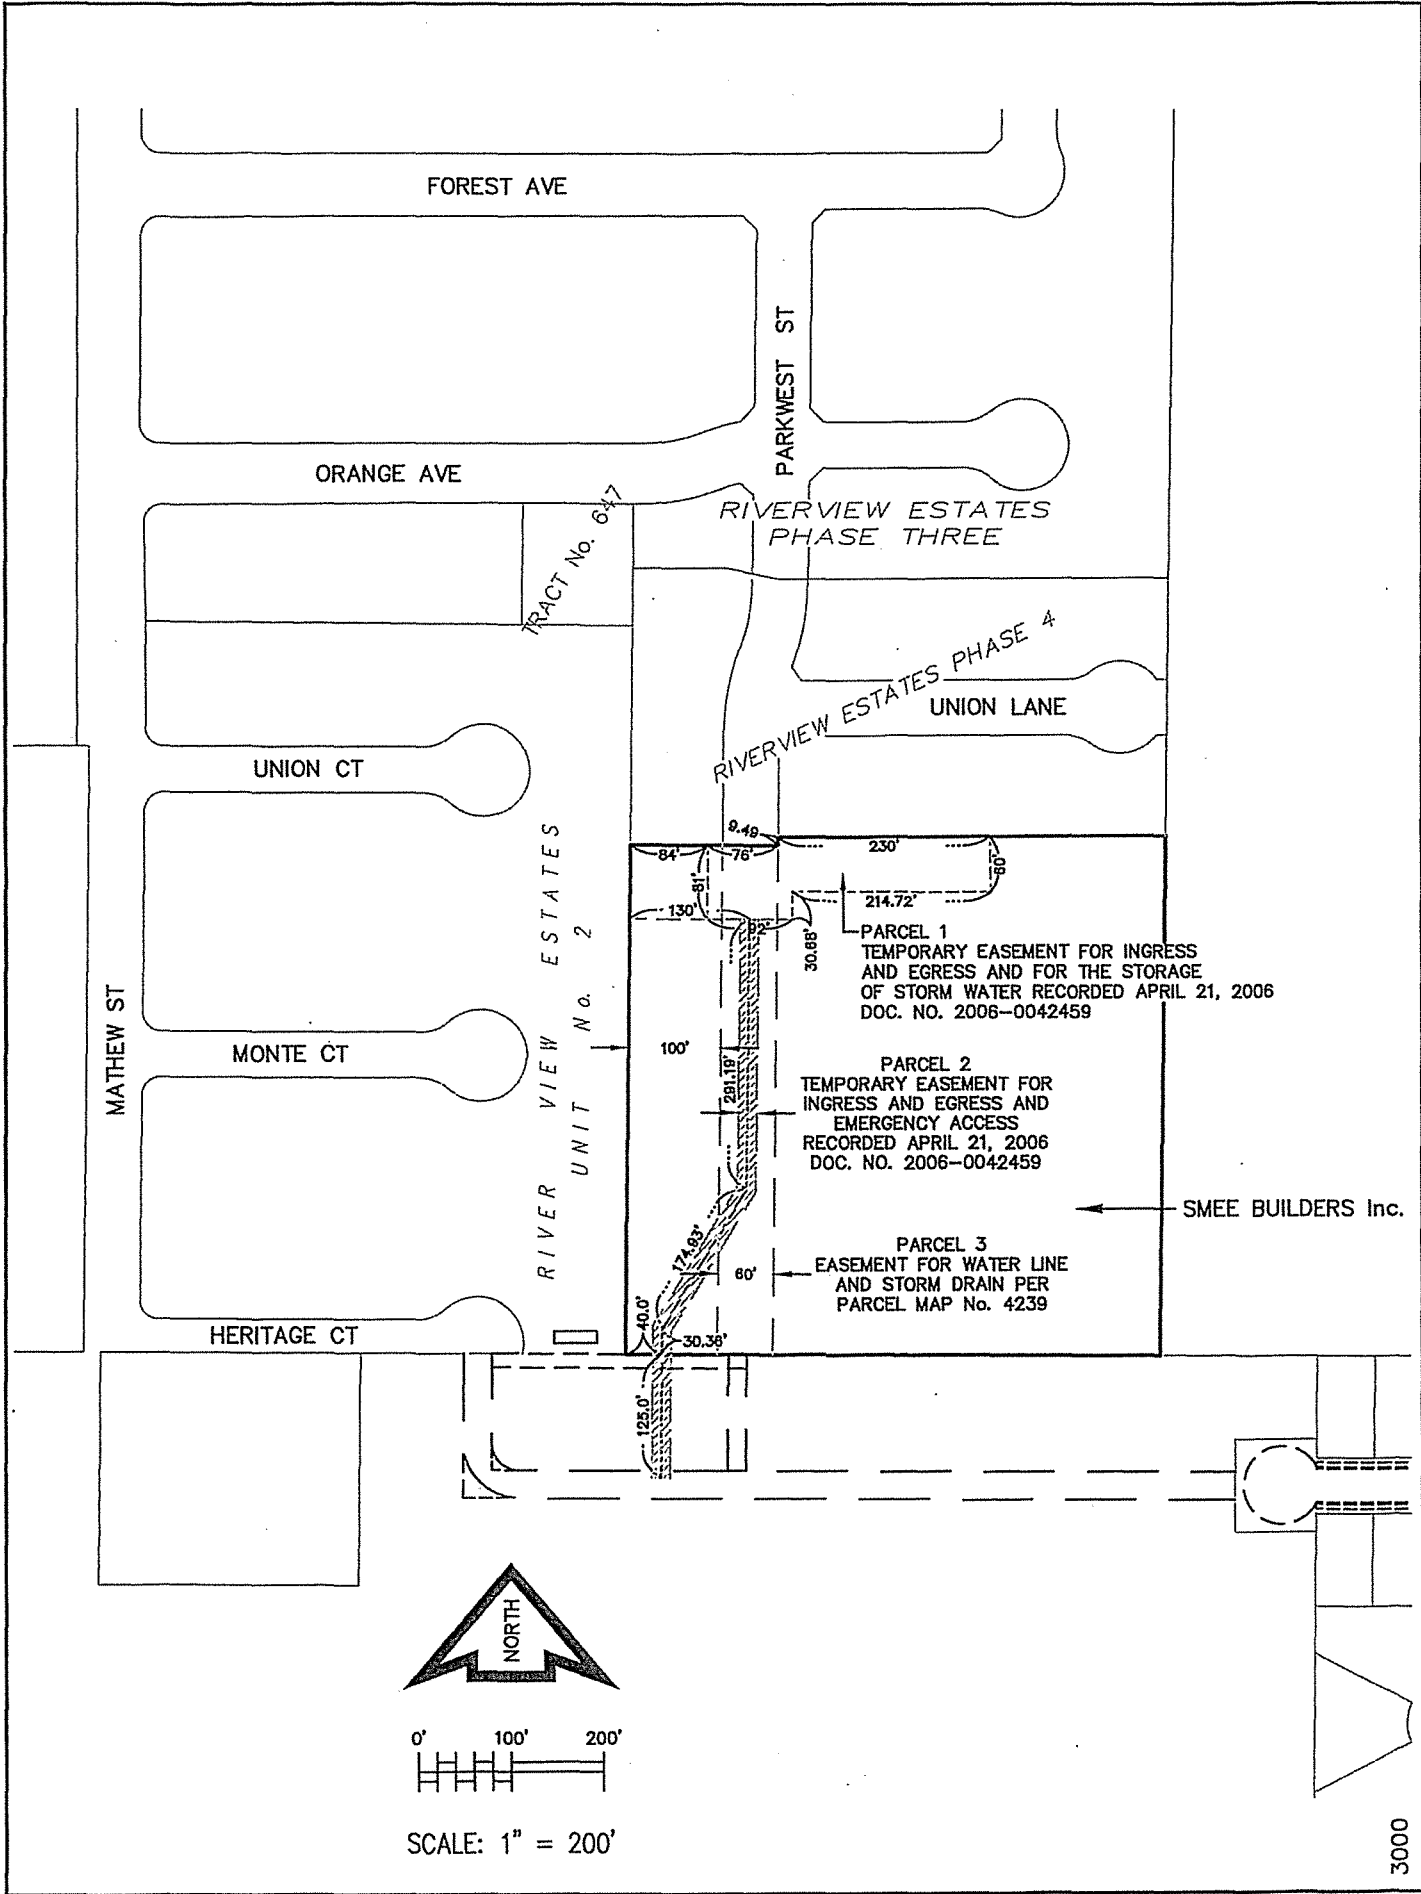 FOREST AVE
PARKWEST ST
ORANGE AVE
TRACT No. 647
RIVERVIEW ESTATES
PHASE THREE
RIVERVIEW ESTATES PHASE 4
UNION LANE
UNION CT
RIVER VIEW ESTATES
UNIT No. 2
MATHEW ST
MONTE CT
HERITAGE CT
9.49
84'
76'
230'
60'
81'
130'
92'
214.72'
30.68'
PARCEL 1
TEMPORARY EASEMENT FOR INGRESS
AND EGRESS AND FOR THE STORAGE
OF STORM WATER RECORDED APRIL 21, 2006
DOC. NO. 2006-0042459
100'
291.19'
PARCEL 2
TEMPORARY EASEMENT FOR
INGRESS AND EGRESS AND
EMERGENCY ACCESS
RECORDED APRIL 21, 2006
DOC. NO. 2006-0042459
SMEE BUILDERS Inc.
174.93'
60'
PARCEL 3
EASEMENT FOR WATER LINE
AND STORM DRAIN PER
PARCEL MAP No. 4239
40.0'
30.36'
125.0'
NORTH
0' 100' 200'
SCALE: 1" = 200'
3000